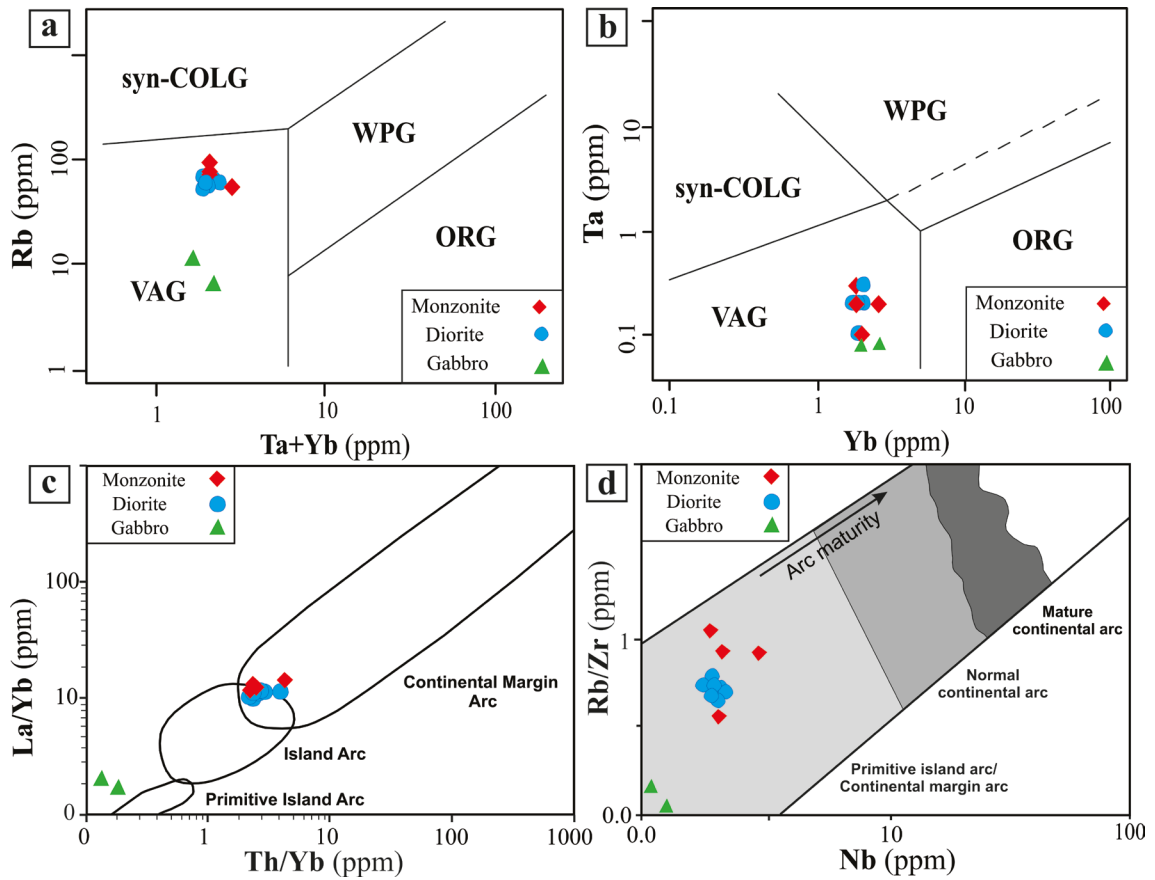 a
syn-COLG
WPG
ORG
VAG
Monzonite
Diorite
Gabbro
100
10
1
Rb (ppm)
1
10
100
Ta+Yb (ppm)
b
WPG
syn-COLG
ORG
VAG
Monzonite
Diorite
Gabbro
10
1
0.1
Ta (ppm)
0.1
1
10
100
Yb (ppm)
c
Monzonite
Diorite
Gabbro
Continental Margin
Arc
Island Arc
Primitive Island Arc
100
10
0
La/Yb (ppm)
0
1
10
100
1000
Th/Yb (ppm)
d
Monzonite
Diorite
Gabbro
Arc maturity
Mature
continental arc
Normal
continental arc
Primitive island arc/
Continental margin arc
1
0.0
Rb/Zr (ppm)
0.0
10
100
Nb (ppm)